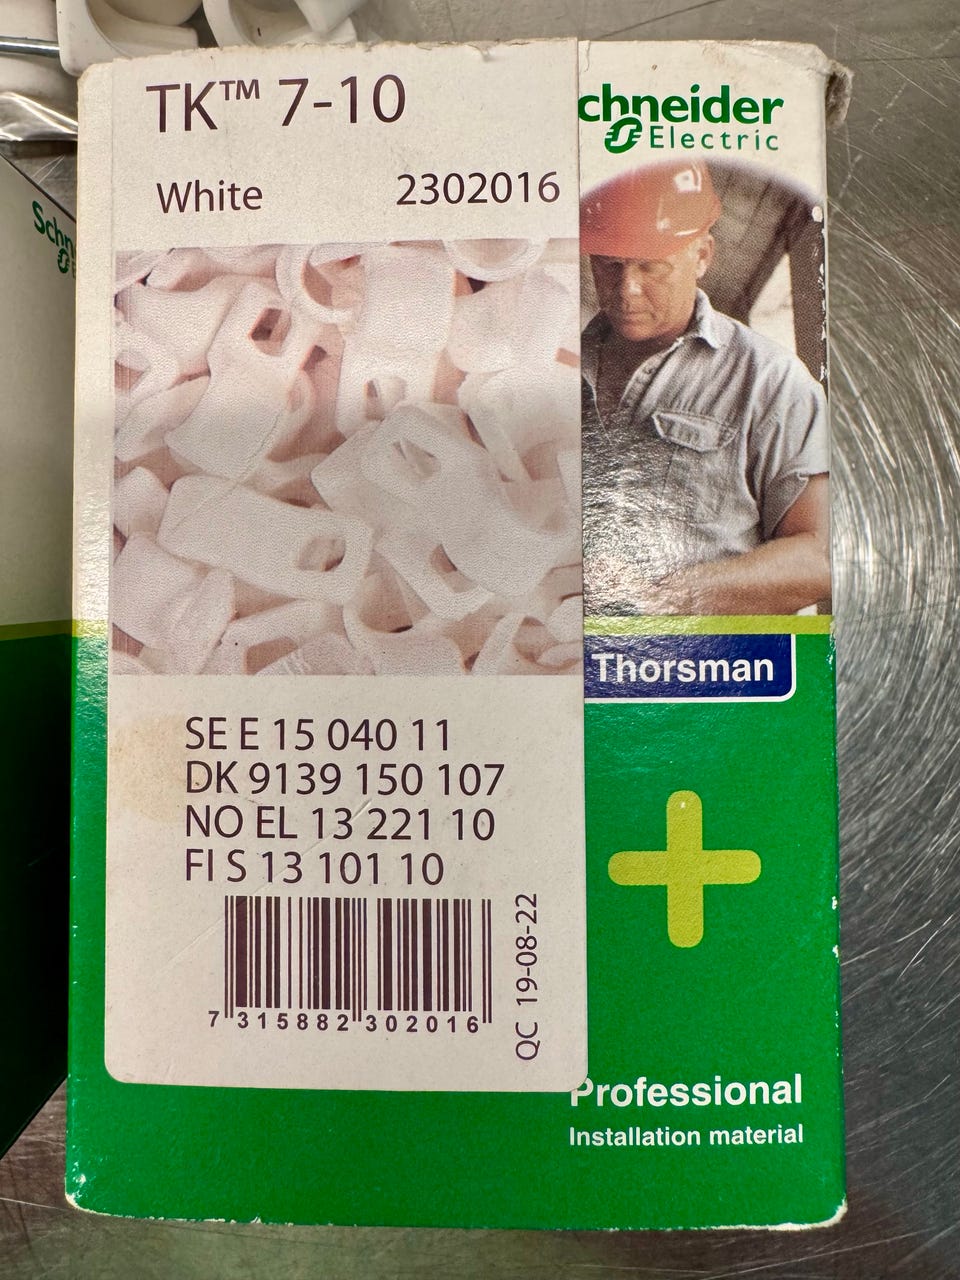 TK™ 7-10
White 2302016
chneider
Electric
Schn
Thorsman
SE E 15 040 11
DK 9139 150 107
NO EL 13 221 10
FI S 13 101 10
7 315882 302016
QC 19-08-22
Professional
Installation material